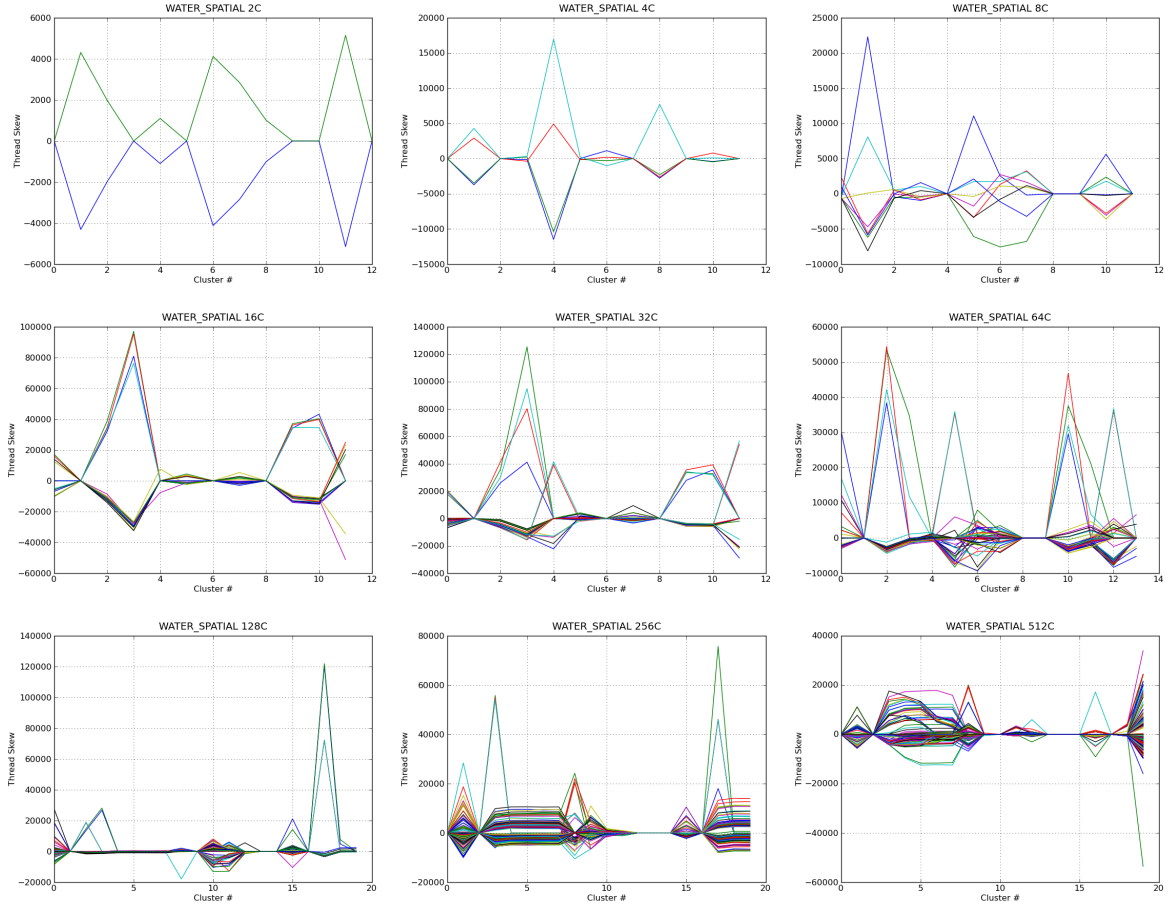 WATER_SPATIAL 2C
6000
4000
2000
0
−2000
−4000
−6000
Thread Skew
0 2 4 6 8 10 12
Cluster #
WATER_SPATIAL 4C
20000
15000
10000
5000
0
−5000
−10000
−15000
Thread Skew
0 2 4 6 8 10 12
Cluster #
WATER_SPATIAL 8C
25000
20000
15000
10000
5000
0
−5000
−10000
Thread Skew
0 2 4 6 8 10 12
Cluster #
WATER_SPATIAL 16C
100000
80000
60000
40000
20000
0
−20000
−40000
−60000
Thread Skew
0 2 4 6 8 10 12
Cluster #
WATER_SPATIAL 32C
140000
120000
100000
80000
60000
40000
20000
0
−20000
−40000
Thread Skew
0 2 4 6 8 10 12
Cluster #
WATER_SPATIAL 64C
60000
50000
40000
30000
20000
10000
0
−10000
Thread Skew
0 2 4 6 8 10 12 14
Cluster #
WATER_SPATIAL 128C
140000
120000
100000
80000
60000
40000
20000
0
−20000
Thread Skew
0 5 10 15 20
Cluster #
WATER_SPATIAL 256C
80000
60000
40000
20000
0
−20000
Thread Skew
0 5 10 15 20
Cluster #
WATER_SPATIAL 512C
40000
20000
0
−20000
−40000
−60000
Thread Skew
0 5 10 15 20
Cluster #